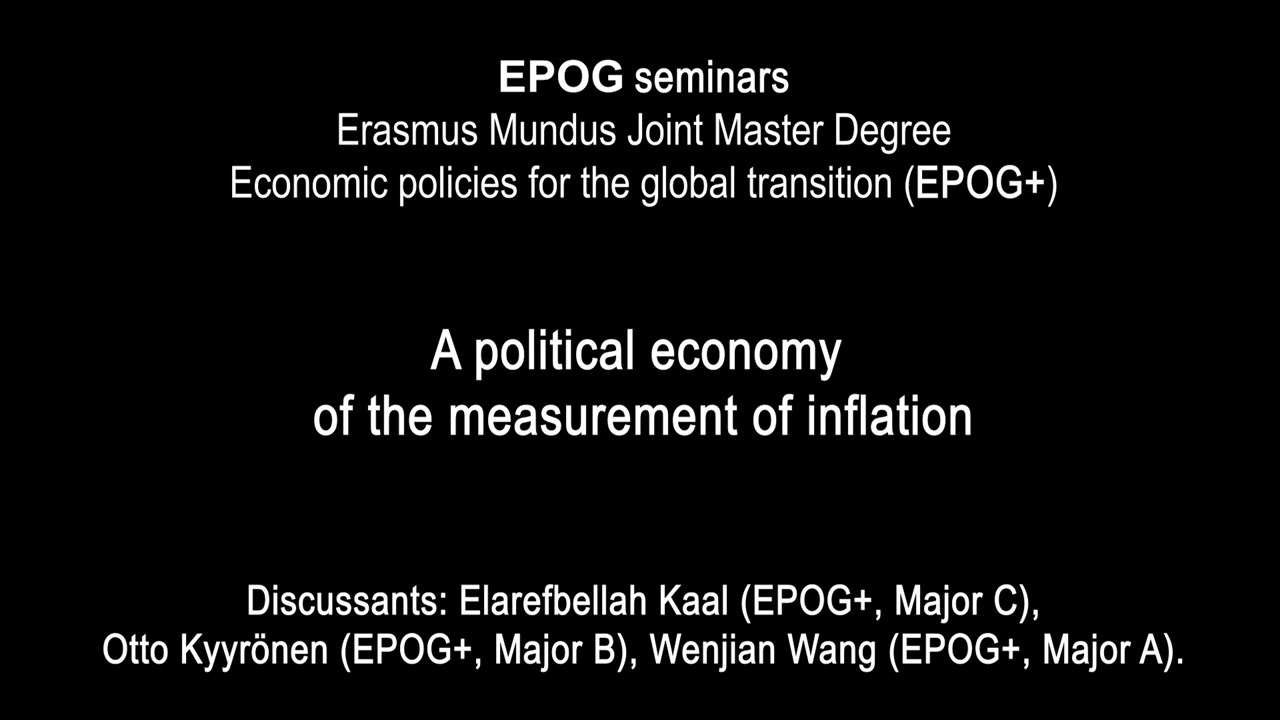 EPOG seminars
Erasmus Mundus Joint Master Degree
Economic policies for the global transition (EPOG+)
A political economy
of the measurement of inflation
Discussants: Elarefbellah Kaal (EPOG+, Major C),
Otto Kyyrönen (EPOG+, Major B), Wenjian Wang (EPOG+, Major A).